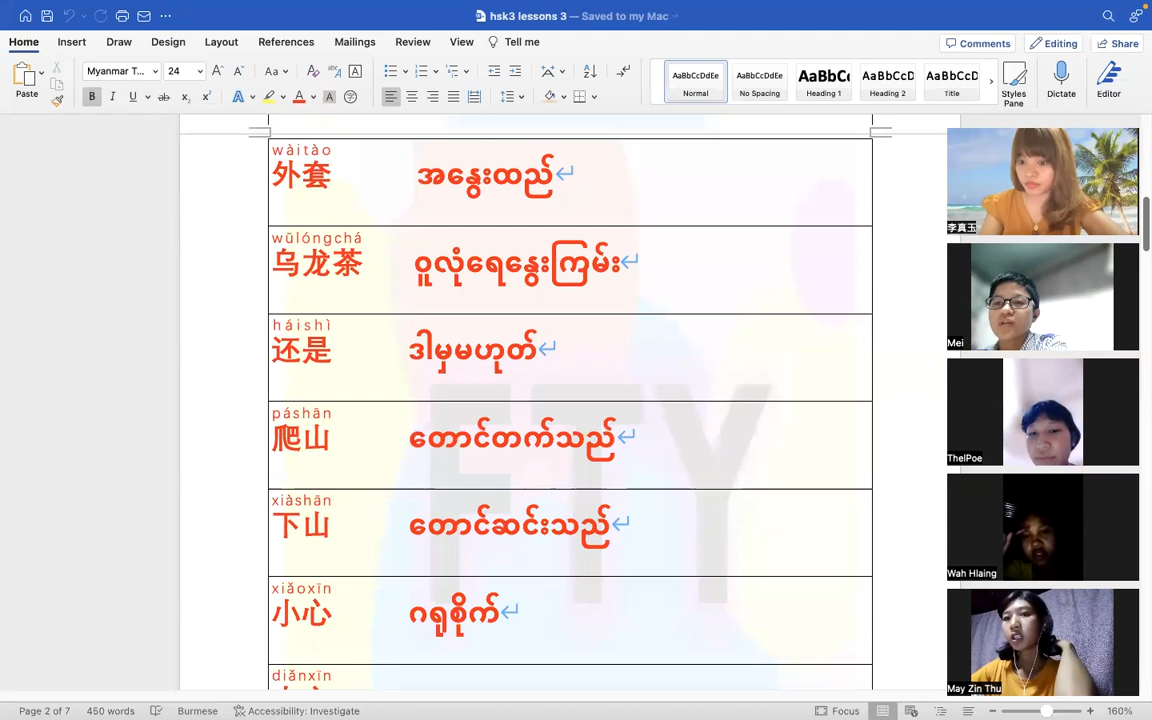 hsk3 lessons 3 — Saved to my Mac
Home Insert Draw Design Layout References Mailings Review View Tell me Comments Editing Share
Paste
Myanmar T... 24
AaBbCcDdEe AaBbCcDdEe AaBbC AaBbCcD AaBbCcD
Normal No Spacing Heading 1 Heading 2 Title
Styles Pane Dictate Editor
wàitào
外套 အနွေးထည်
wūlóngchá
乌龙茶 ဝူလုံရေနွေးကြမ်း
háishì
还是 ဒါမှမဟုတ်
páshān
爬山 တောင်တက်သည်
xiàshān
下山 တောင်ဆင်းသည်
xiǎoxīn
小心 ဂရုစိုက်
diǎnxīn
FTY
李真玉
Mei
ThelPoe
Wah Hlaing
May Zin Thu
Page 2 of 7 450 words Burmese Accessibility: Investigate Focus 160%